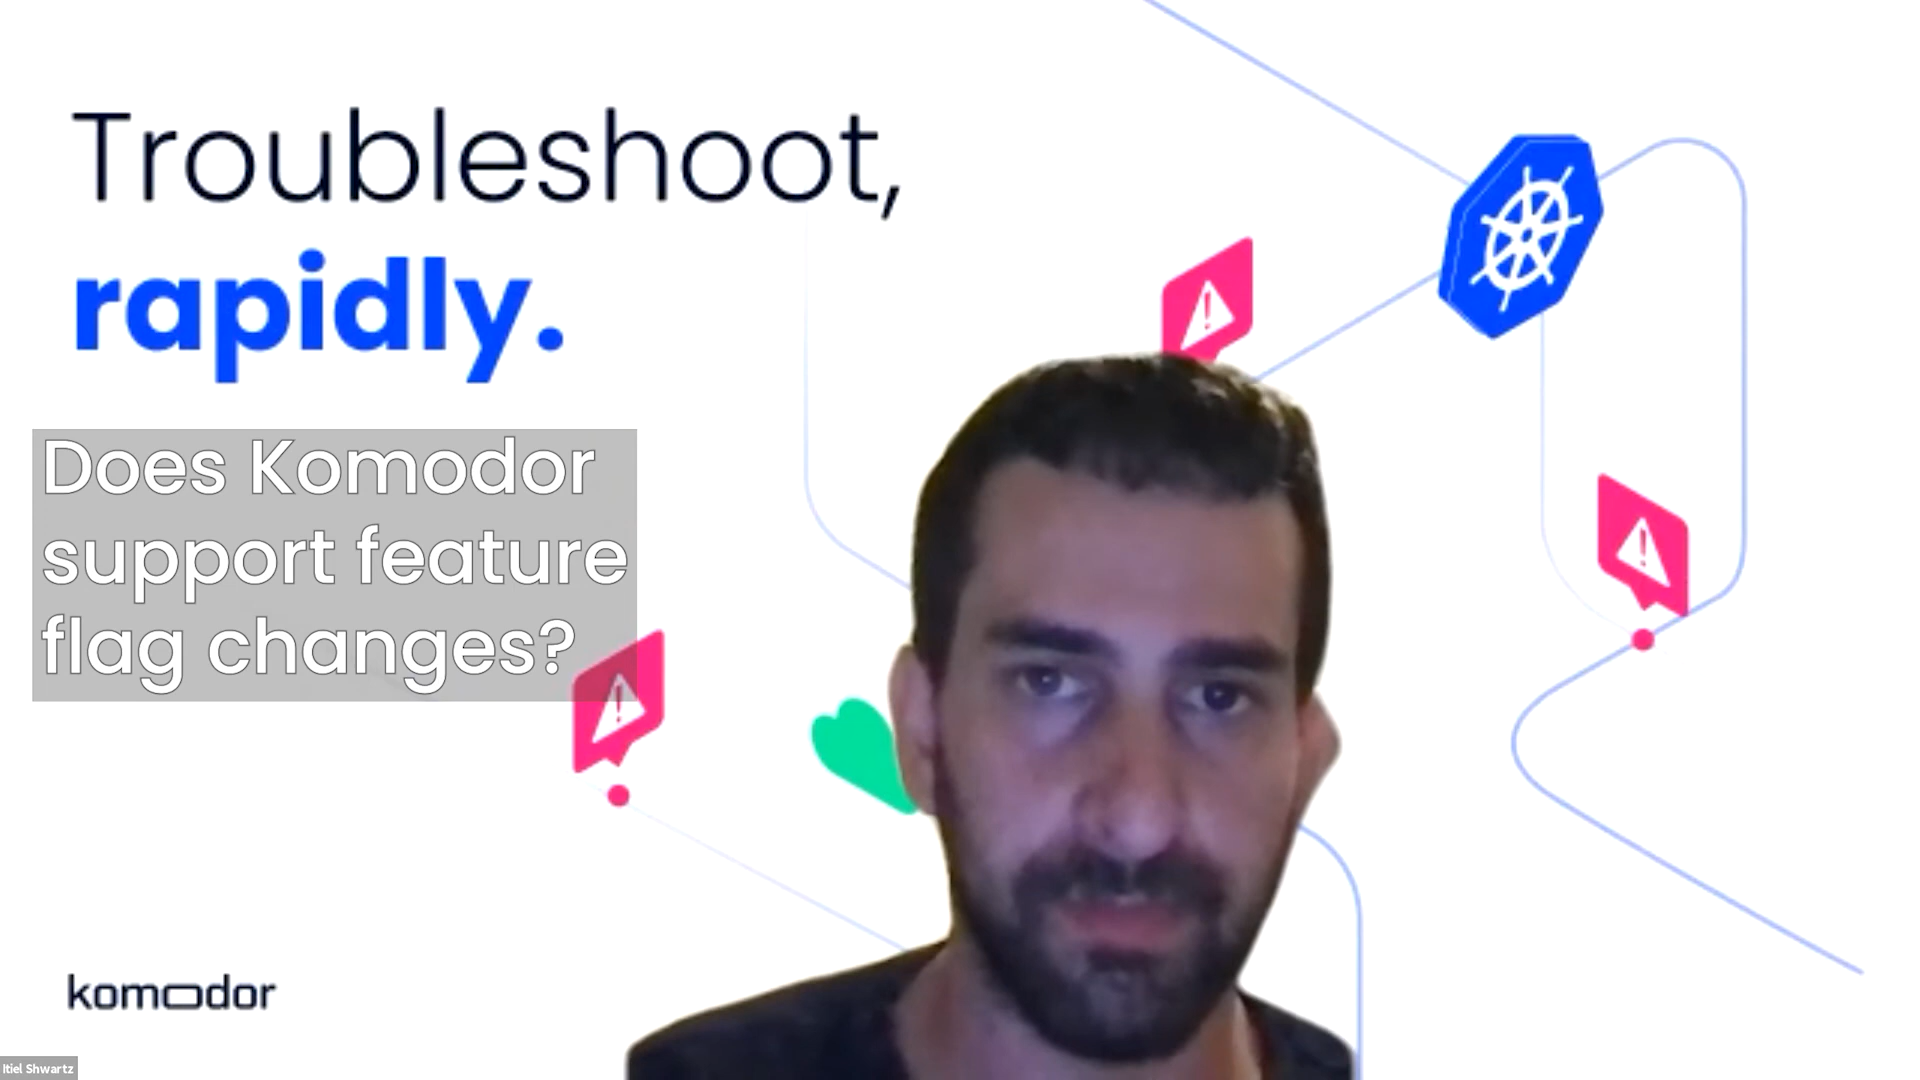 Troubleshoot,
rapidly.
Does Komodor
support feature
flag changes?
komodor
Itiel Shwartz